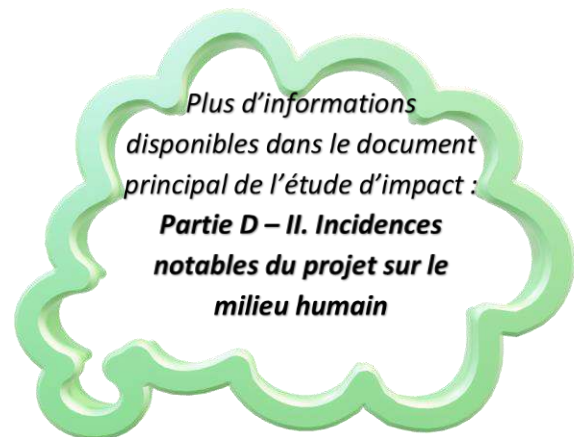 Plus d’informations
disponibles dans le document
principal de l’étude d’impact :
Partie D – II. Incidences
notables du projet sur le
milieu humain